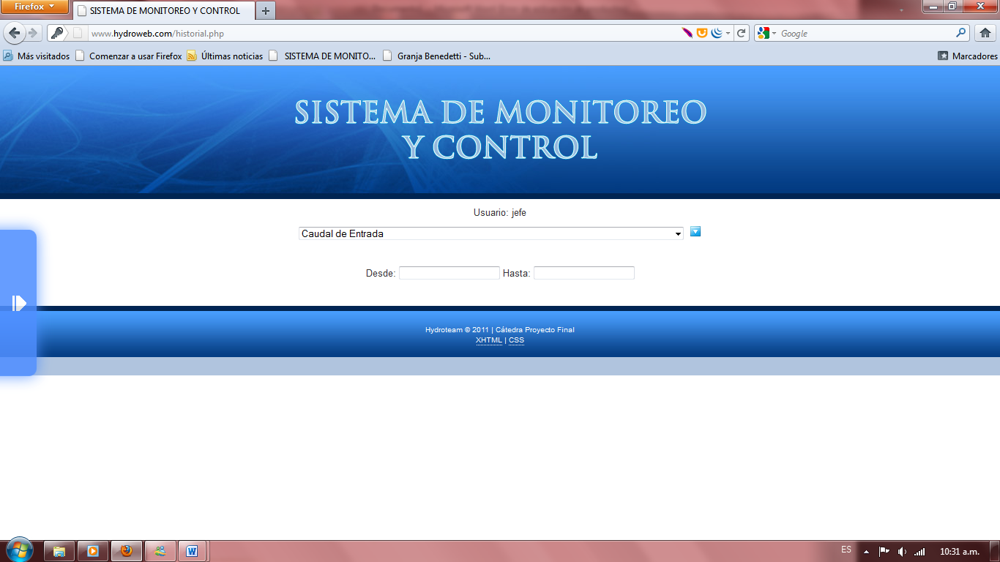 Firefox
SISTEMA DE MONITOREO Y CONTROL
www.hydroweb.com/historial.php
Google
Más visitados
Comenzar a usar Firefox
Últimas noticias
SISTEMA DE MONITO...
Granja Benedetti - Sub...
Marcadores
SISTEMA DE MONITOREO
Y CONTROL
Usuario: jefe
Caudal de Entrada
Desde:
Hasta:
Hydroteam © 2011 | Cátedra Proyecto Final
XHTML | CSS
ES
10:31 a.m.